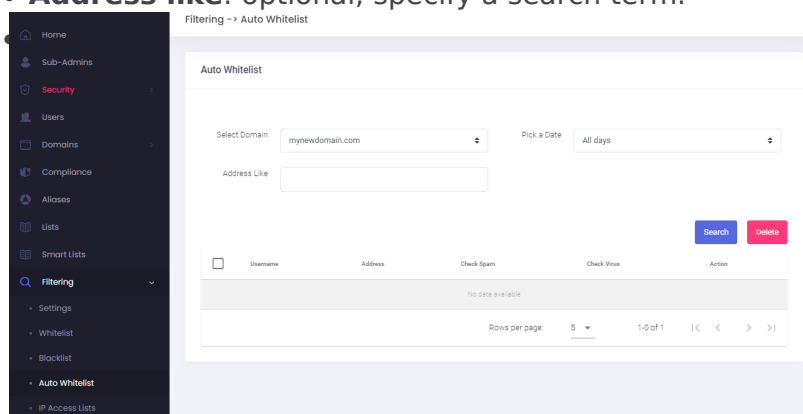 • Address like: optional, specify a search term.
Filtering -> Auto Whitelist
Home
Sub-Admins
Security
Users
Domains
Compliance
Aliases
Lists
Smart Lists
Filtering
Settings
Whitelist
Blacklist
Auto Whitelist
IP Access Lists
Auto Whitelist
Select Domain mynewdomain.com Pick a Date All days
Address Like
Search Delete
Username Address Check Spam Check Virus Action
No data available
Rows per page: 5 1-0 of 1 |< < > >|